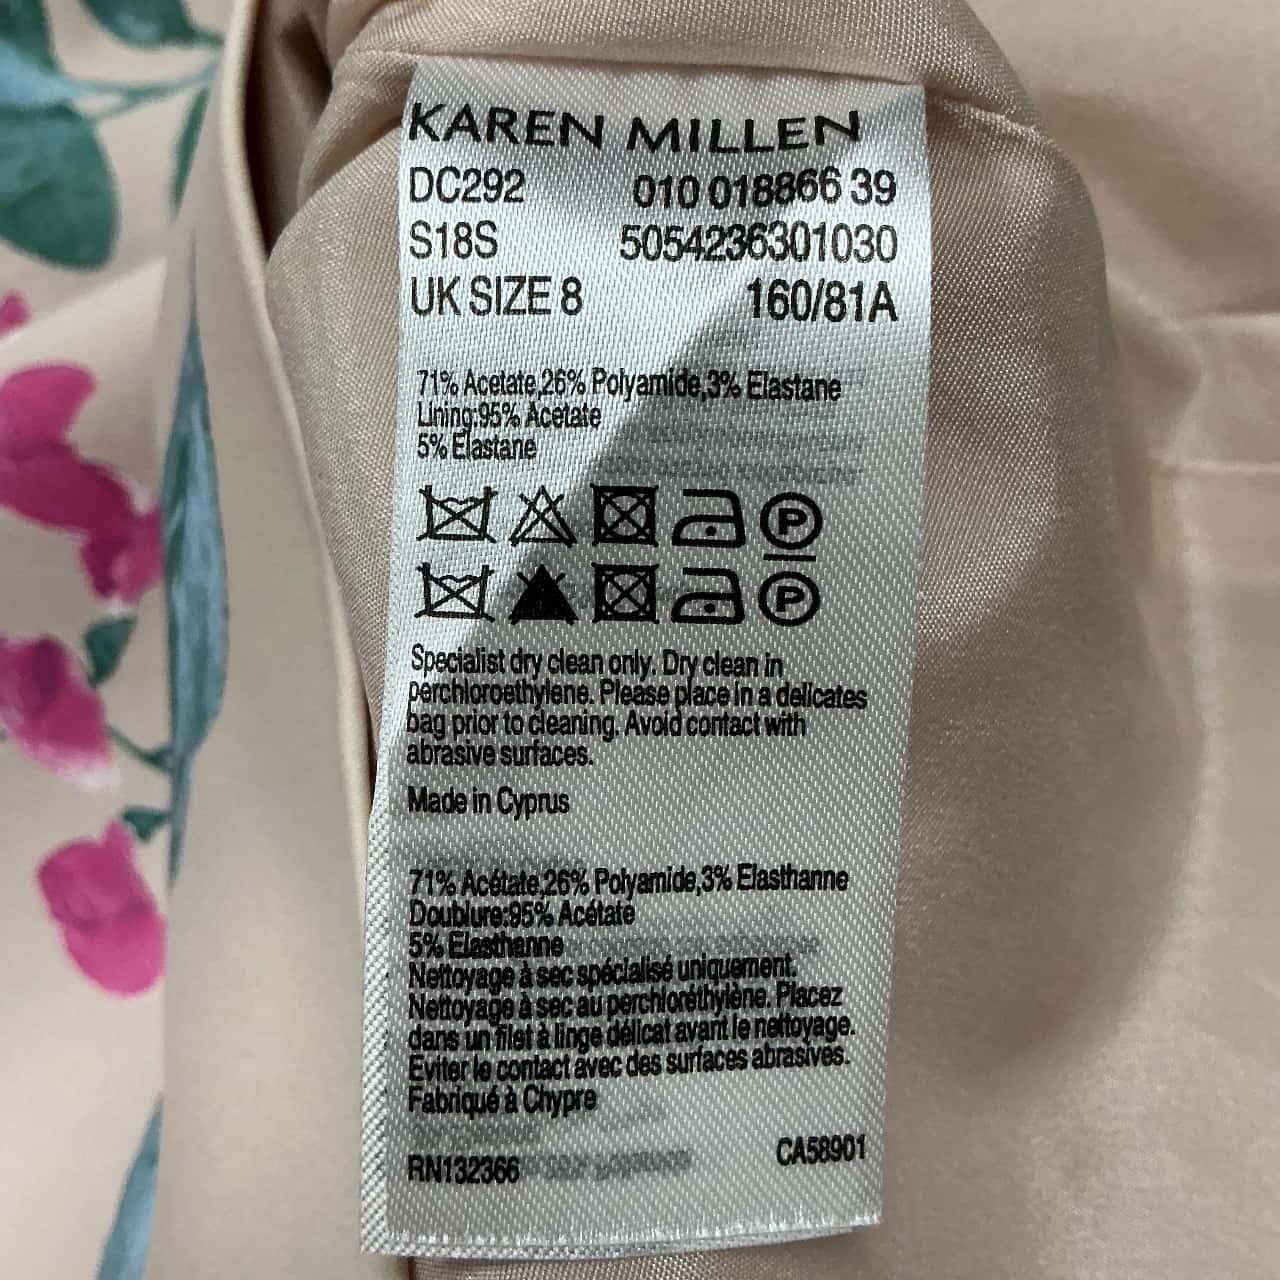 KAREN MILLEN
DC292 010 018866 39
S18S 5054236301030
UK SIZE 8 160/81A
71% Acetate,26% Polyamide,3% Elastane
Lining:95% Acetate
5% Elastane
P
P
Specialist dry clean only. Dry clean in
perchloroethylene. Please place in a delicates
bag prior to cleaning. Avoid contact with
abrasive surfaces.
Made in Cyprus
71% Acétate,26% Polyamide,3% Elasthanne
Doublure:95% Acétate
5% Elasthanne
Nettoyage à sec spécialisé uniquement.
Nettoyage à sec au perchloréthylène. Placez
dans un filet à linge délicat avant le nettoyage.
Eviter le contact avec des surfaces abrasives.
Fabriqué à Chypre
RN132366 CA58901